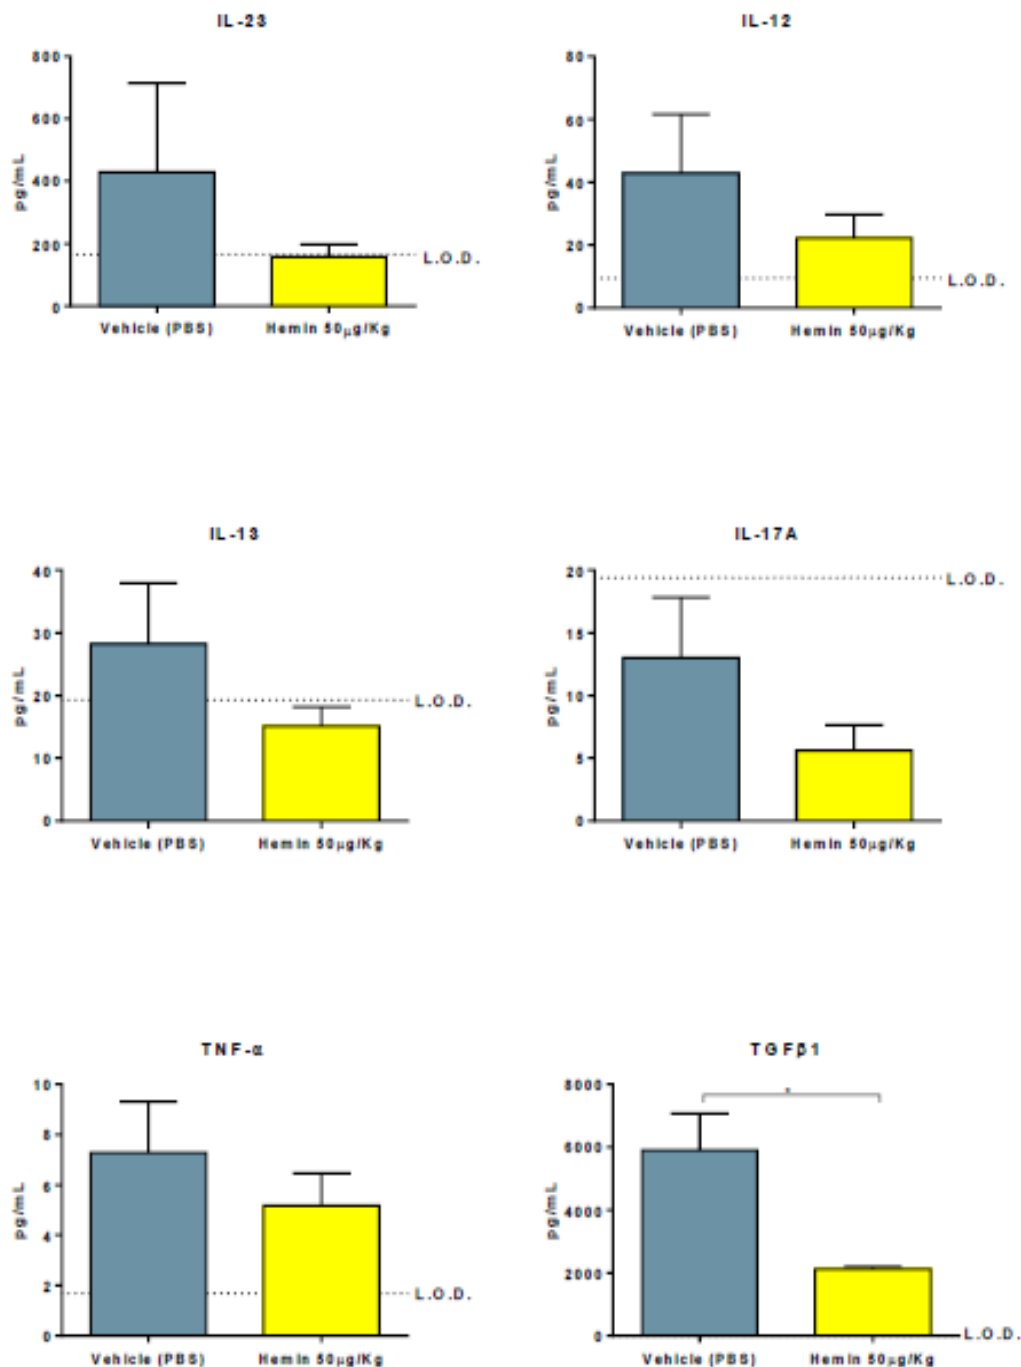 IL-23
800
600
400
200
0
pg/mL
L.O.D.
Vehicle (PBS) Hemin 50μg/Kg
IL-12
80
60
40
20
0
pg/mL
L.O.D.
Vehicle (PBS) Hemin 50μg/Kg
IL-13
40
30
20
10
0
pg/mL
L.O.D.
Vehicle (PBS) Hemin 50μg/Kg
IL-17A
20
15
10
5
0
pg/mL
L.O.D.
Vehicle (PBS) Hemin 50μg/Kg
TNF-α
10
8
6
4
2
0
pg/mL
L.O.D.
Vehicle (PBS) Hemin 50μg/Kg
TGFβ1
*
8000
6000
4000
2000
0
pg/mL
L.O.D.
Vehicle (PBS) Hemin 50μg/Kg